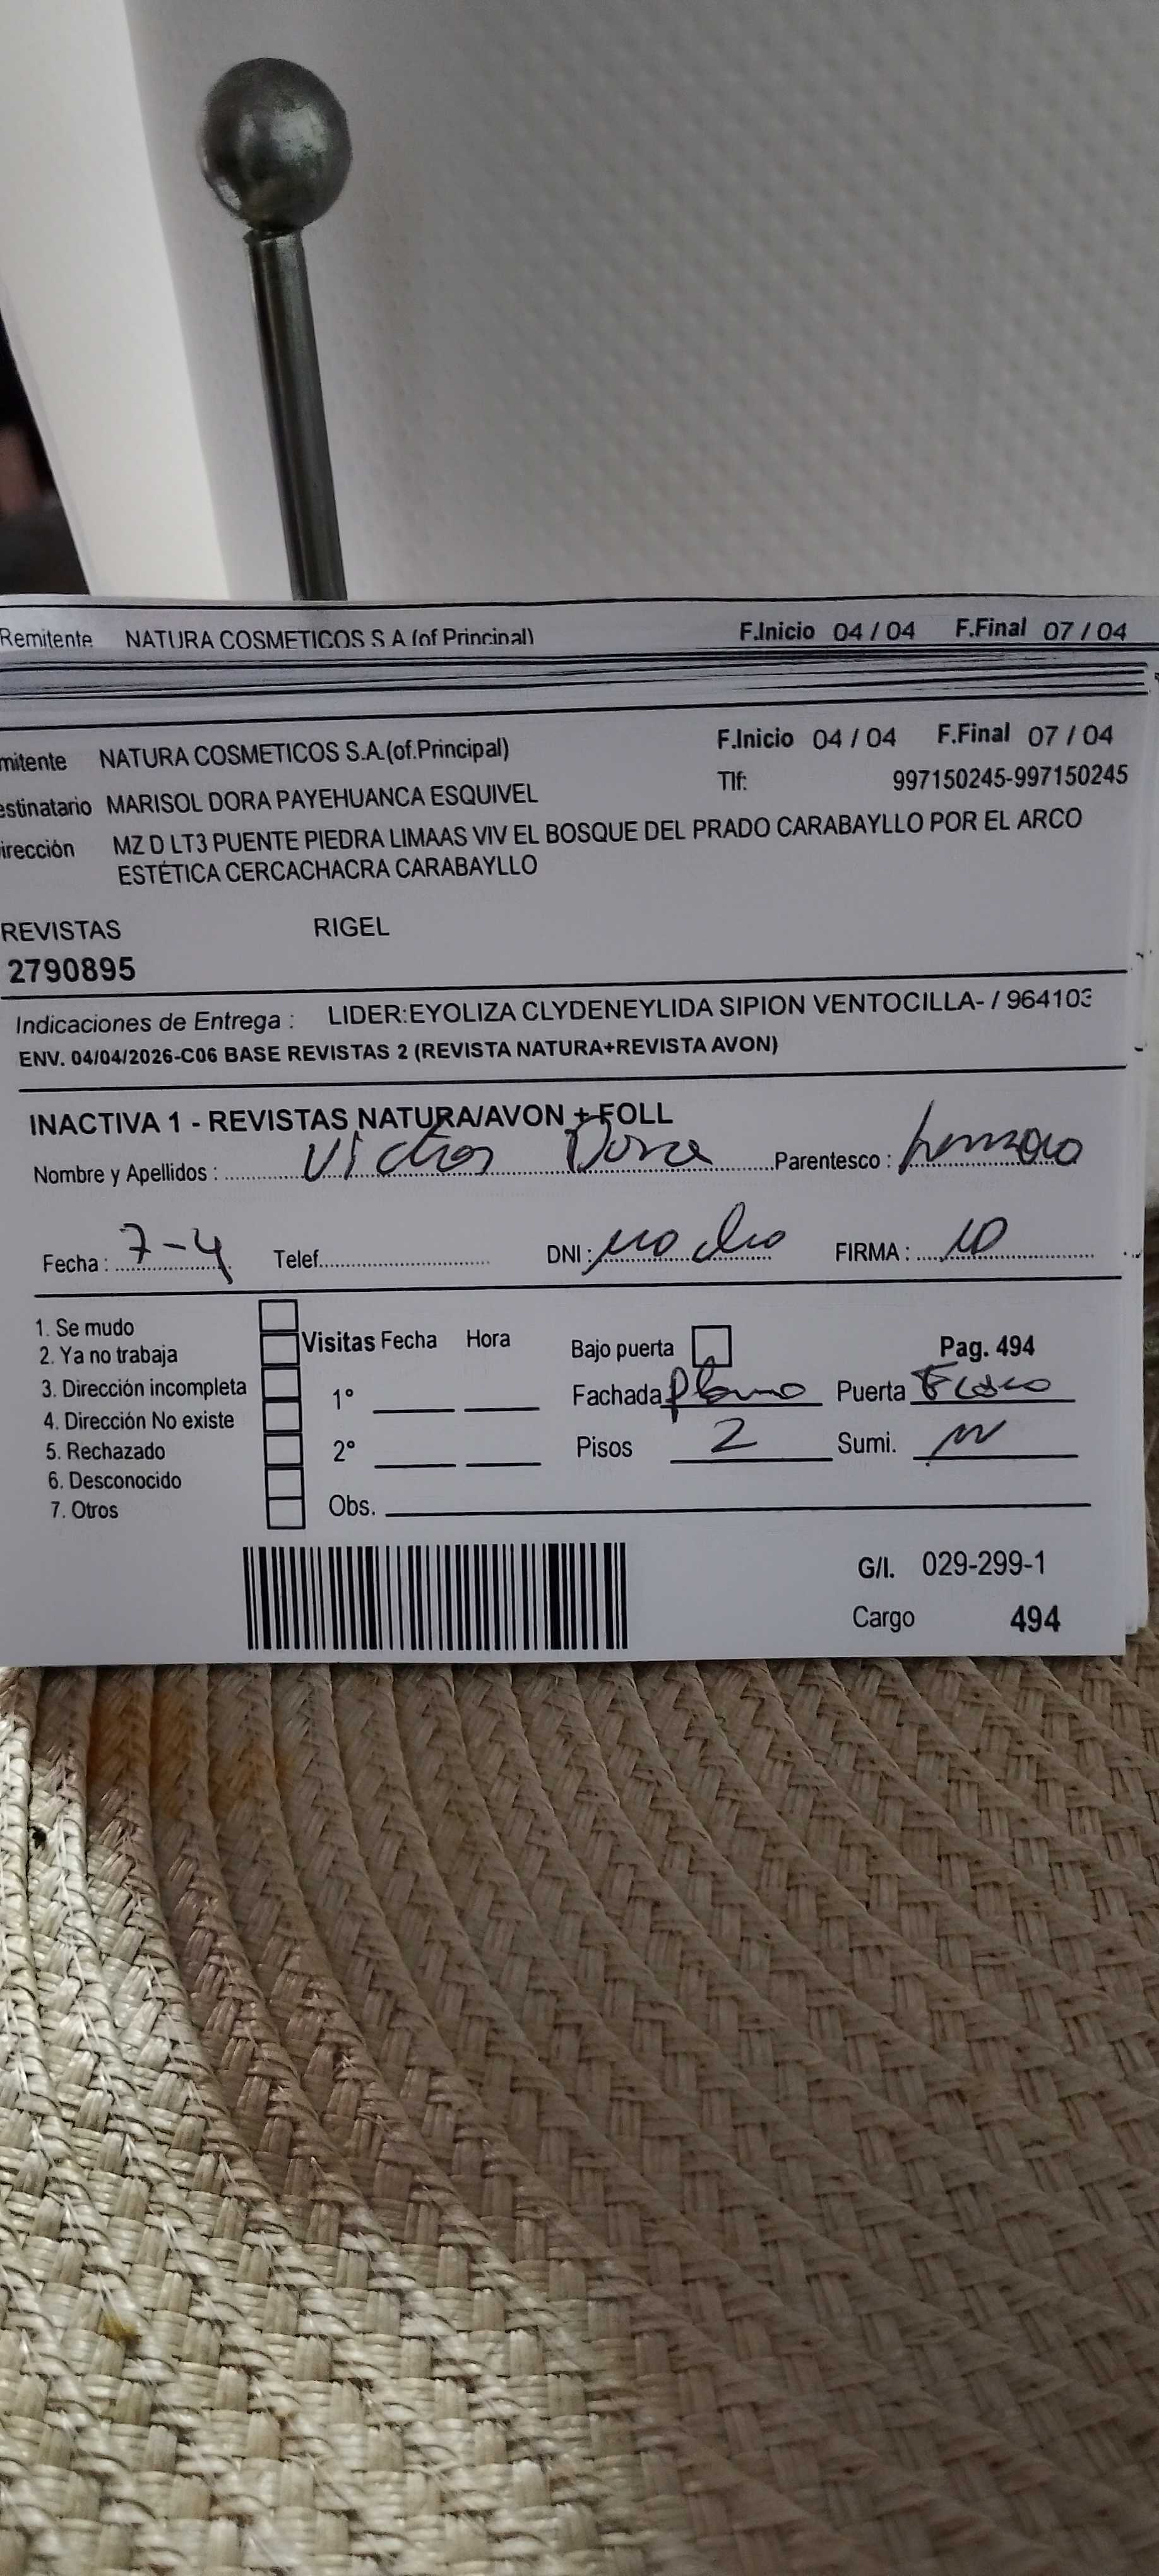 Remitente NATURA COSMETICOS S.A.(of.Principal) F.Inicio 04 / 04 F.Final 07 / 04
mitente NATURA COSMETICOS S.A.(of.Principal) F.Inicio 04 / 04 F.Final 07 / 04
estinatario MARISOL DORA PAYEHUANCA ESQUIVEL Tlf: 997150245-997150245
irección MZ D LT3 PUENTE PIEDRA LIMAAS VIV EL BOSQUE DEL PRADO CARABAYLLO POR EL ARCO
ESTÉTICA CERCACHACRA CARABAYLLO
REVISTAS RIGEL
2790895
Indicaciones de Entrega : LIDER:EYOLIZA CLYDENEYLIDA SIPION VENTOCILLA- / 964103
ENV. 04/04/2026-C06 BASE REVISTAS 2 (REVISTA NATURA+REVISTA AVON)
INACTIVA 1 - REVISTAS NATURA/AVON + FOLL
Nombre y Apellidos : Victor Parentesco :
Fecha : 7-4 Telef. DNI : no dio FIRMA :
1. Se mudo
2. Ya no trabaja Visitas Fecha Hora Bajo puerta Pag. 494
3. Dirección incompleta 1° Fachada Puerta
4. Dirección No existe
5. Rechazado 2° Pisos 2 Sumi.
6. Desconocido
7. Otros Obs.
G/I. 029-299-1
Cargo 494